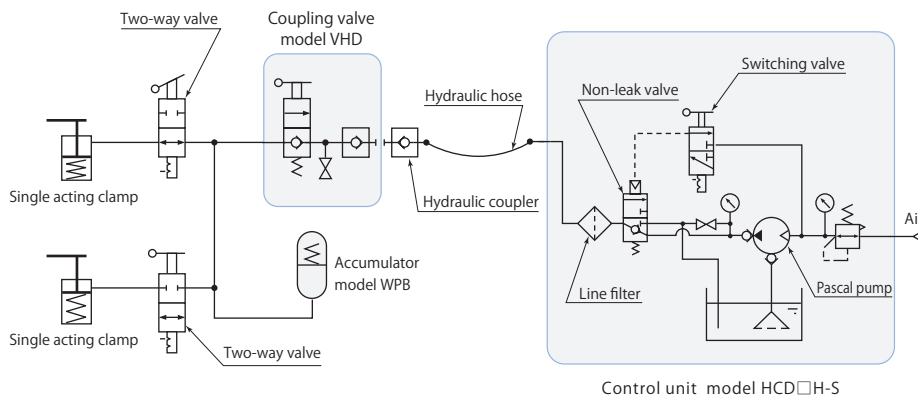 Two-way valve
Coupling valve
model VHD
Switching valve
Non-leak valve
Hydraulic hose
Single acting clamp
Hydraulic coupler
Accumulator
model WPB
Line filter
Pascal pump
Single acting clamp
Two-way valve
Control unit model HCD□H-S